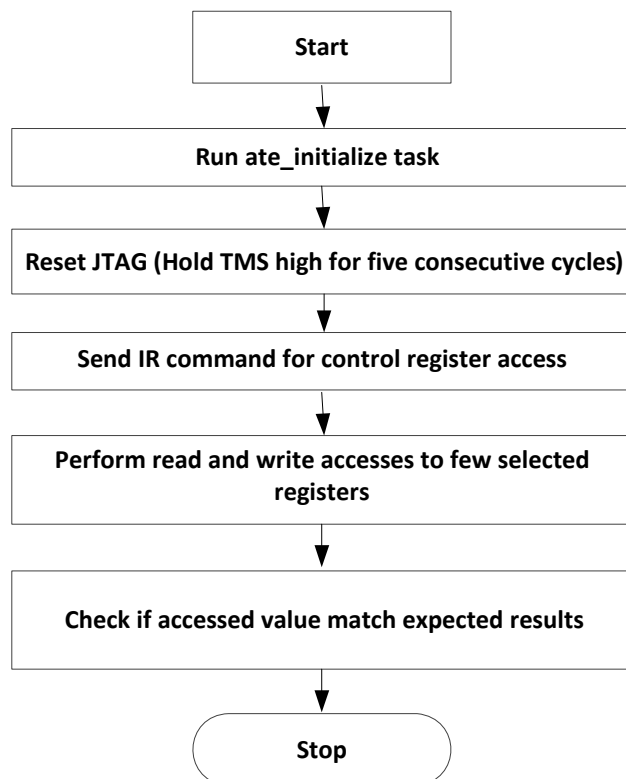 Start
Run ate_initialize task
Reset JTAG (Hold TMS high for five consecutive cycles)
Send IR command for control register access
Perform read and write accesses to few selected
registers
Check if accessed value match expected results
Stop